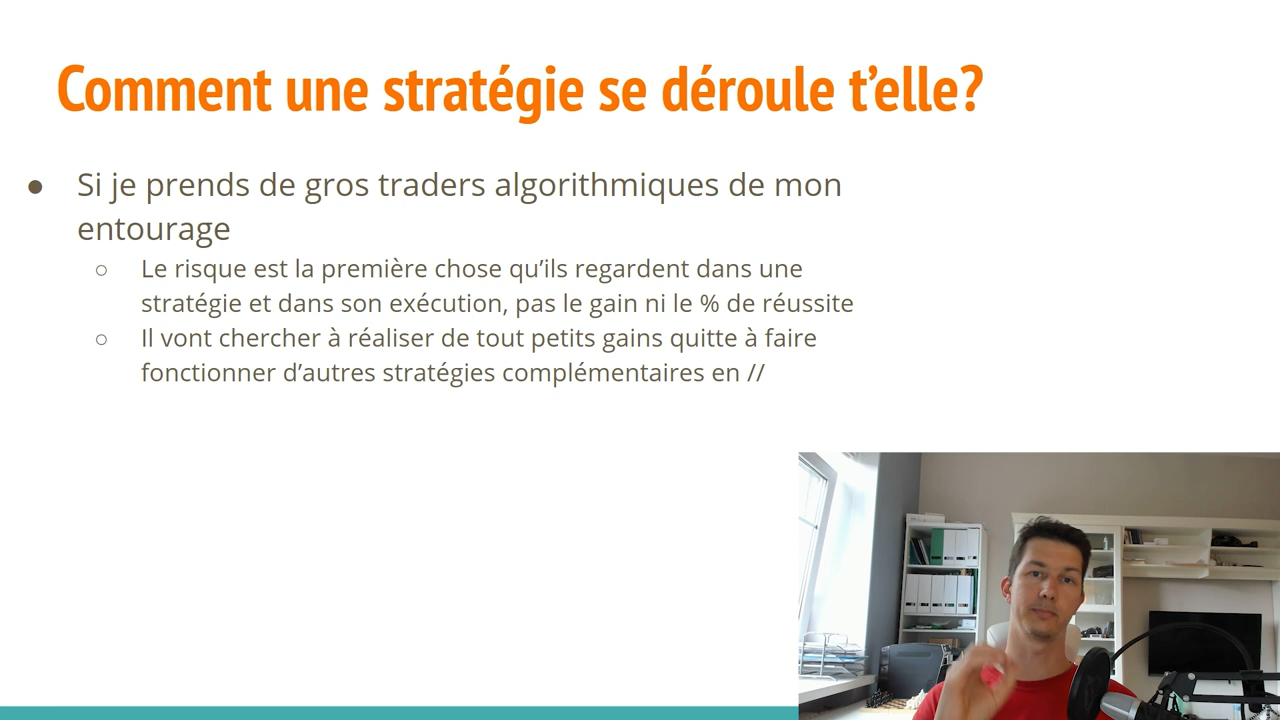 Comment une stratégie se déroule t’elle?
● Si je prends de gros traders algorithmiques de mon
entourage
○ Le risque est la première chose qu’ils regardent dans une
stratégie et dans son exécution, pas le gain ni le % de réussite
○ Il vont chercher à réaliser de tout petits gains quitte à faire
fonctionner d’autres stratégies complémentaires en //